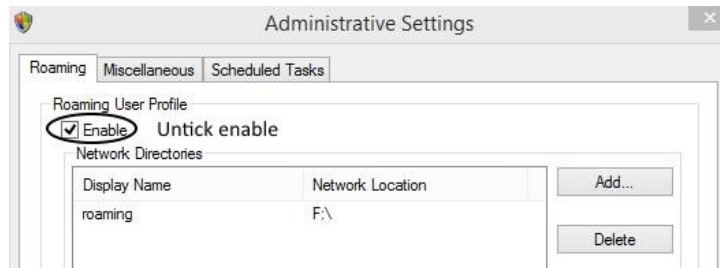 Administrative Settings
Roaming Miscellaneous Scheduled Tasks
Roaming User Profile
Enable Untick enable
Network Directories
Display Name Network Location Add...
roaming F:\
Delete